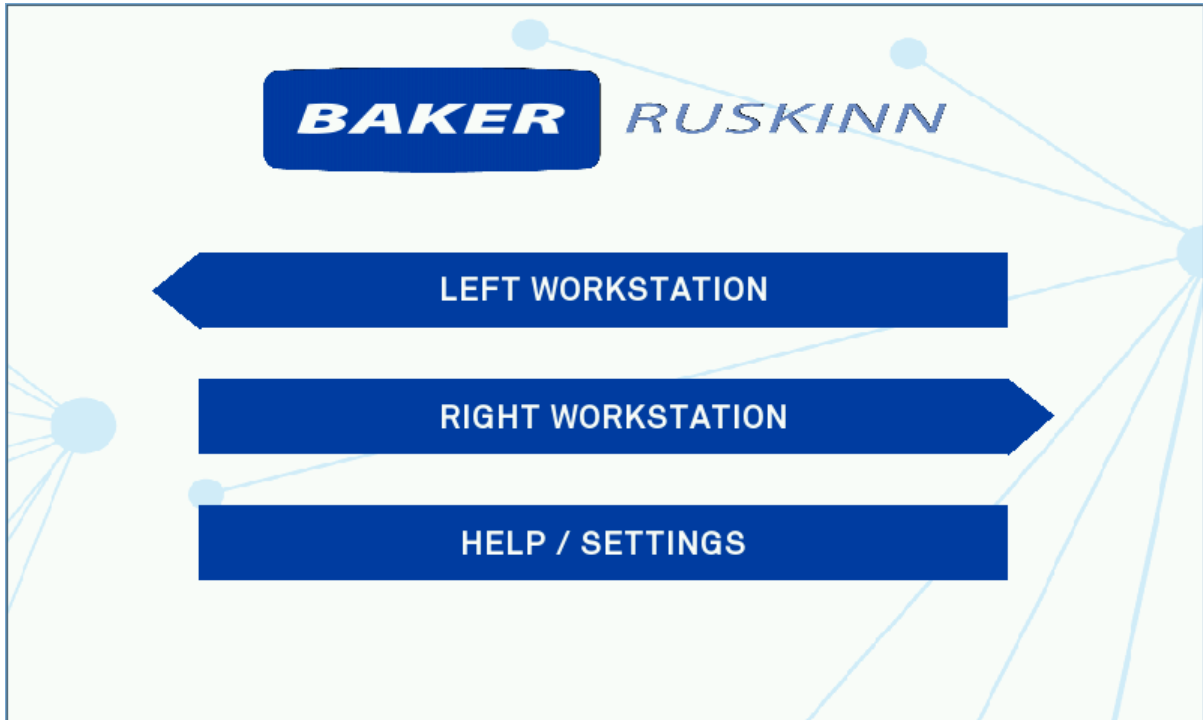 BAKER RUSKINN
LEFT WORKSTATION
RIGHT WORKSTATION
HELP / SETTINGS